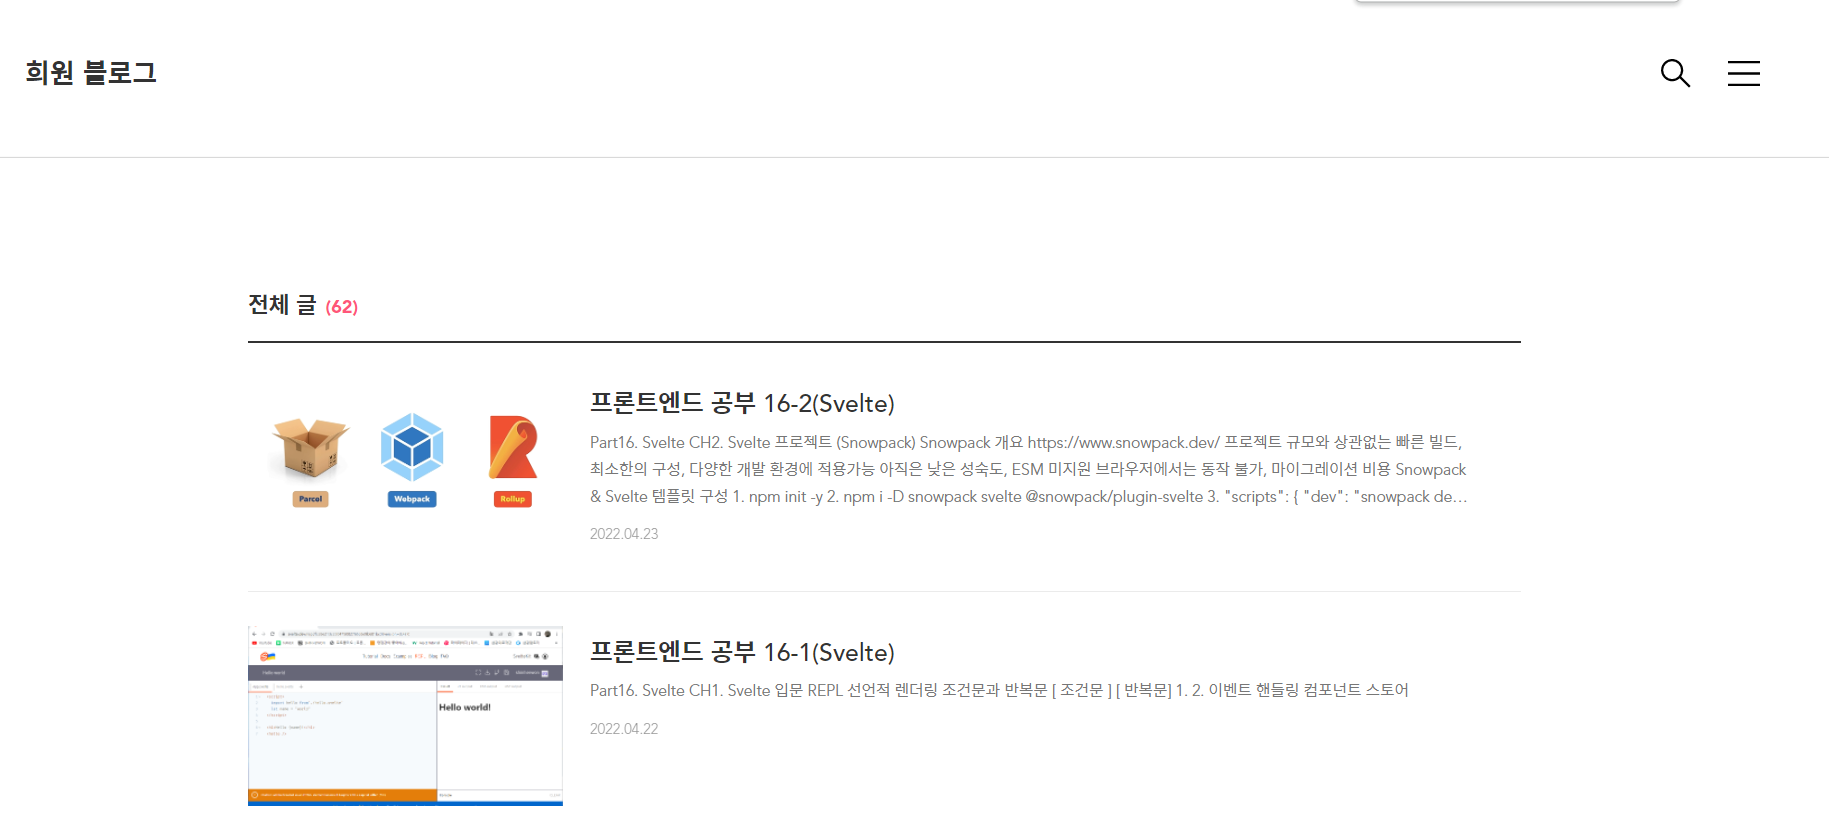 희원 블로그
전체 글 (62)
Parcel
Webpack
Rollup
프론트엔드 공부 16-2(Svelte)
Part16. Svelte CH2. Svelte 프로젝트 (Snowpack) Snowpack 개요 https://www.snowpack.dev/ 프로젝트 규모와 상관없는 빠른 빌드,
최소한의 구성, 다양한 개발 환경에 적용가능 아직은 낮은 성숙도, ESM 미지원 브라우저에서는 동작 불가, 마이그레이션 비용 Snowpack
& Svelte 템플릿 구성 1. npm init -y 2. npm i -D snowpack svelte @snowpack/plugin-svelte 3. "scripts": { "dev": "snowpack de...
2022.04.23
Hello world
Hello world!
프론트엔드 공부 16-1(Svelte)
Part16. Svelte CH1. Svelte 입문 REPL 선언적 렌더링 조건문과 반복문 [ 조건문 ] [ 반복문] 1. 2. 이벤트 핸들링 컴포넌트 스토어
2022.04.22